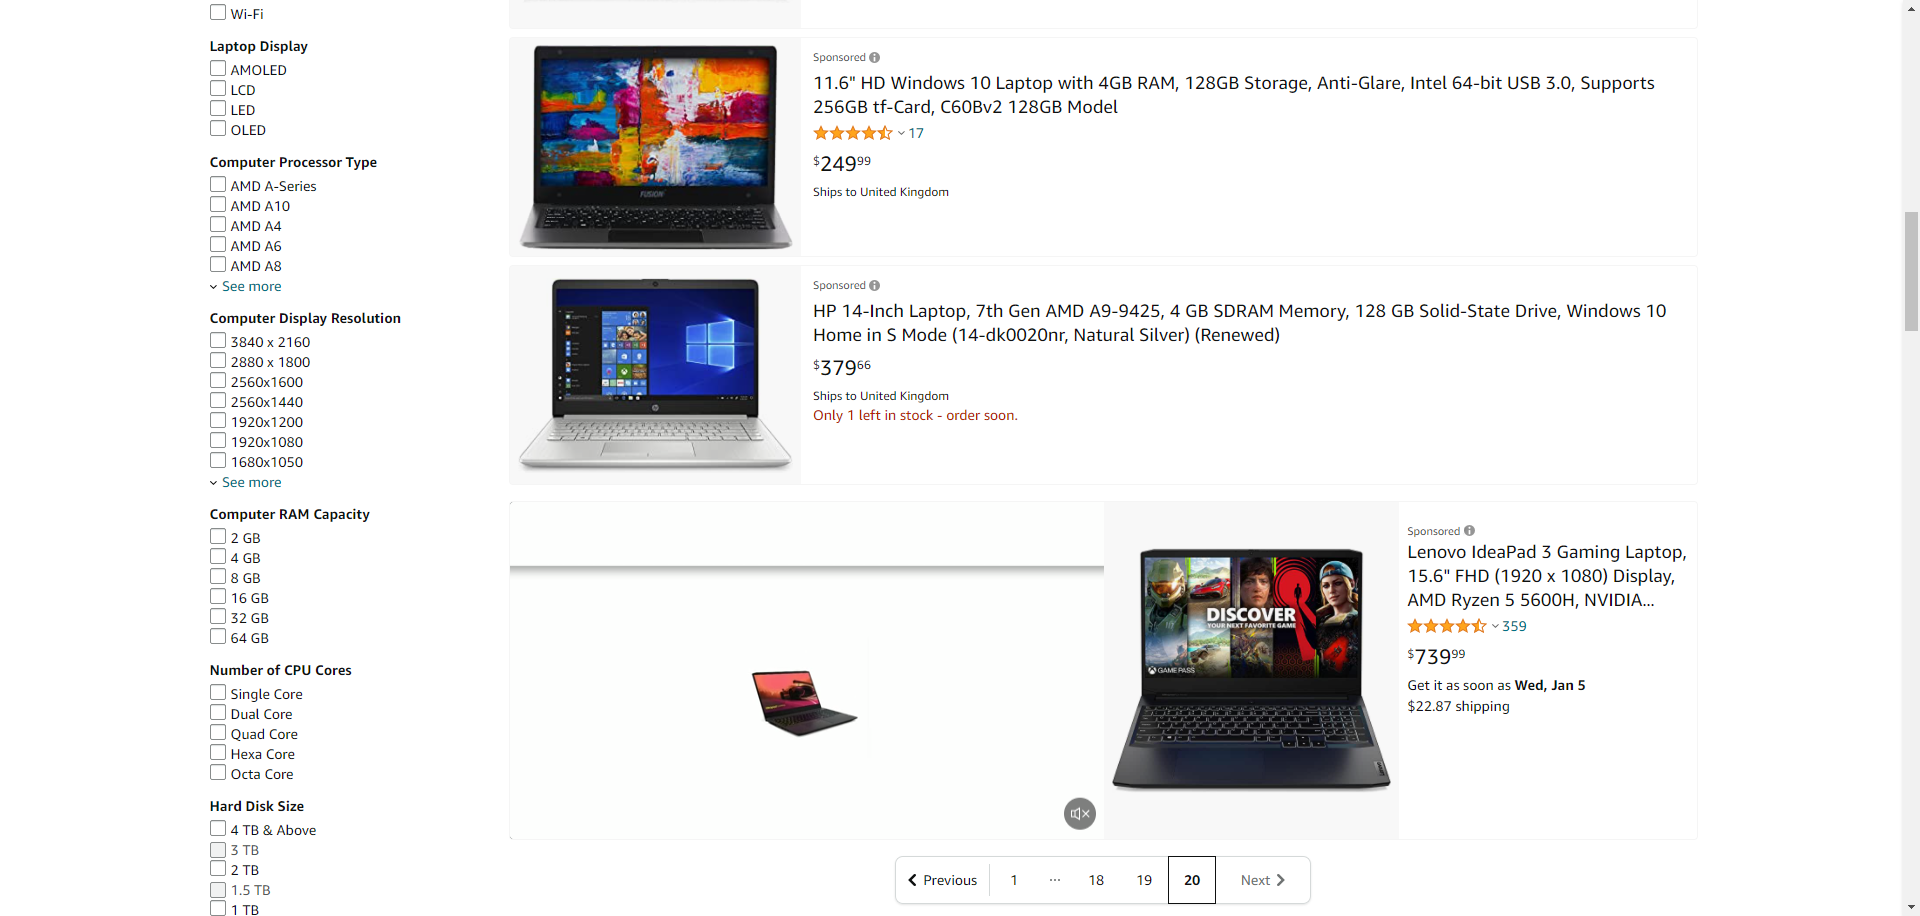 Wi-Fi
Laptop Display
AMOLED
LCD
LED
OLED
Computer Processor Type
AMD A-Series
AMD A10
AMD A4
AMD A6
AMD A8
See more
Computer Display Resolution
3840 x 2160
2880 x 1800
2560x1600
2560x1440
1920x1200
1920x1080
1680x1050
See more
Computer RAM Capacity
2 GB
4 GB
8 GB
16 GB
32 GB
64 GB
Number of CPU Cores
Single Core
Dual Core
Quad Core
Hexa Core
Octa Core
Hard Disk Size
4 TB & Above
3 TB
2 TB
1.5 TB
1 TB
FUSION
Sponsored
11.6" HD Windows 10 Laptop with 4GB RAM, 128GB Storage, Anti-Glare, Intel 64-bit USB 3.0, Supports
256GB tf-Card, C60Bv2 128GB Model
17
$24999
Ships to United Kingdom
Sponsored
HP 14-Inch Laptop, 7th Gen AMD A9-9425, 4 GB SDRAM Memory, 128 GB Solid-State Drive, Windows 10
Home in S Mode (14-dk0020nr, Natural Silver) (Renewed)
$37966
Ships to United Kingdom
Only 1 left in stock - order soon.
DISCOVER
YOUR NEXT FAVORITE GAME
GAME PASS
Lenovo
Sponsored
Lenovo IdeaPad 3 Gaming Laptop,
15.6" FHD (1920 x 1080) Display,
AMD Ryzen 5 5600H, NVIDIA...
359
$73999
Get it as soon as Wed, Jan 5
$22.87 shipping
Previous 1 ... 18 19 20 Next